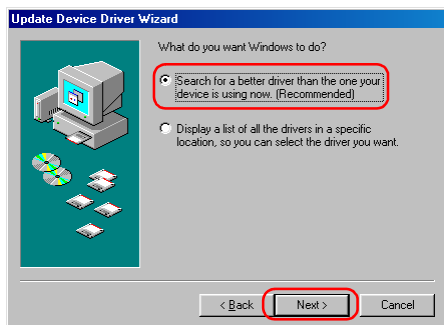 Update Device Driver Wizard
What do you want Windows to do?
Search for a better driver than the one your
device is using now. (Recommended)
Display a list of all the drivers in a specific
location, so you can select the driver you want.
< Back
Next >
Cancel